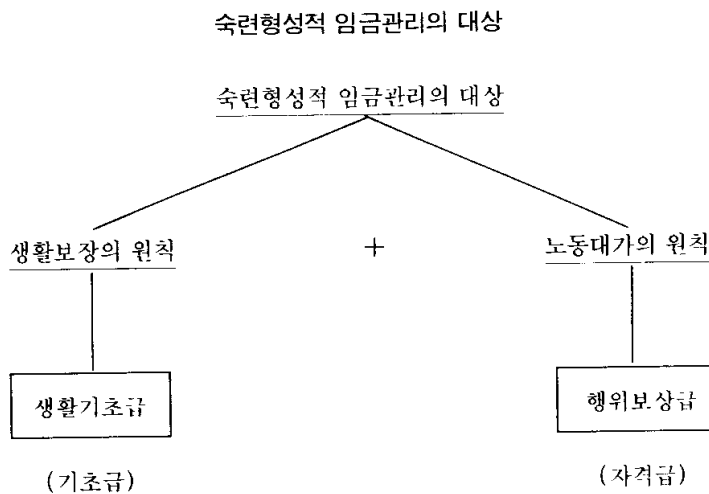 숙련형성적 임금관리의 대상
숙련형성적 임금관리의 대상
생활보장의 원칙 + 노동대가의 원칙
생활기초급 행위보상급
(기초급) (자격급)